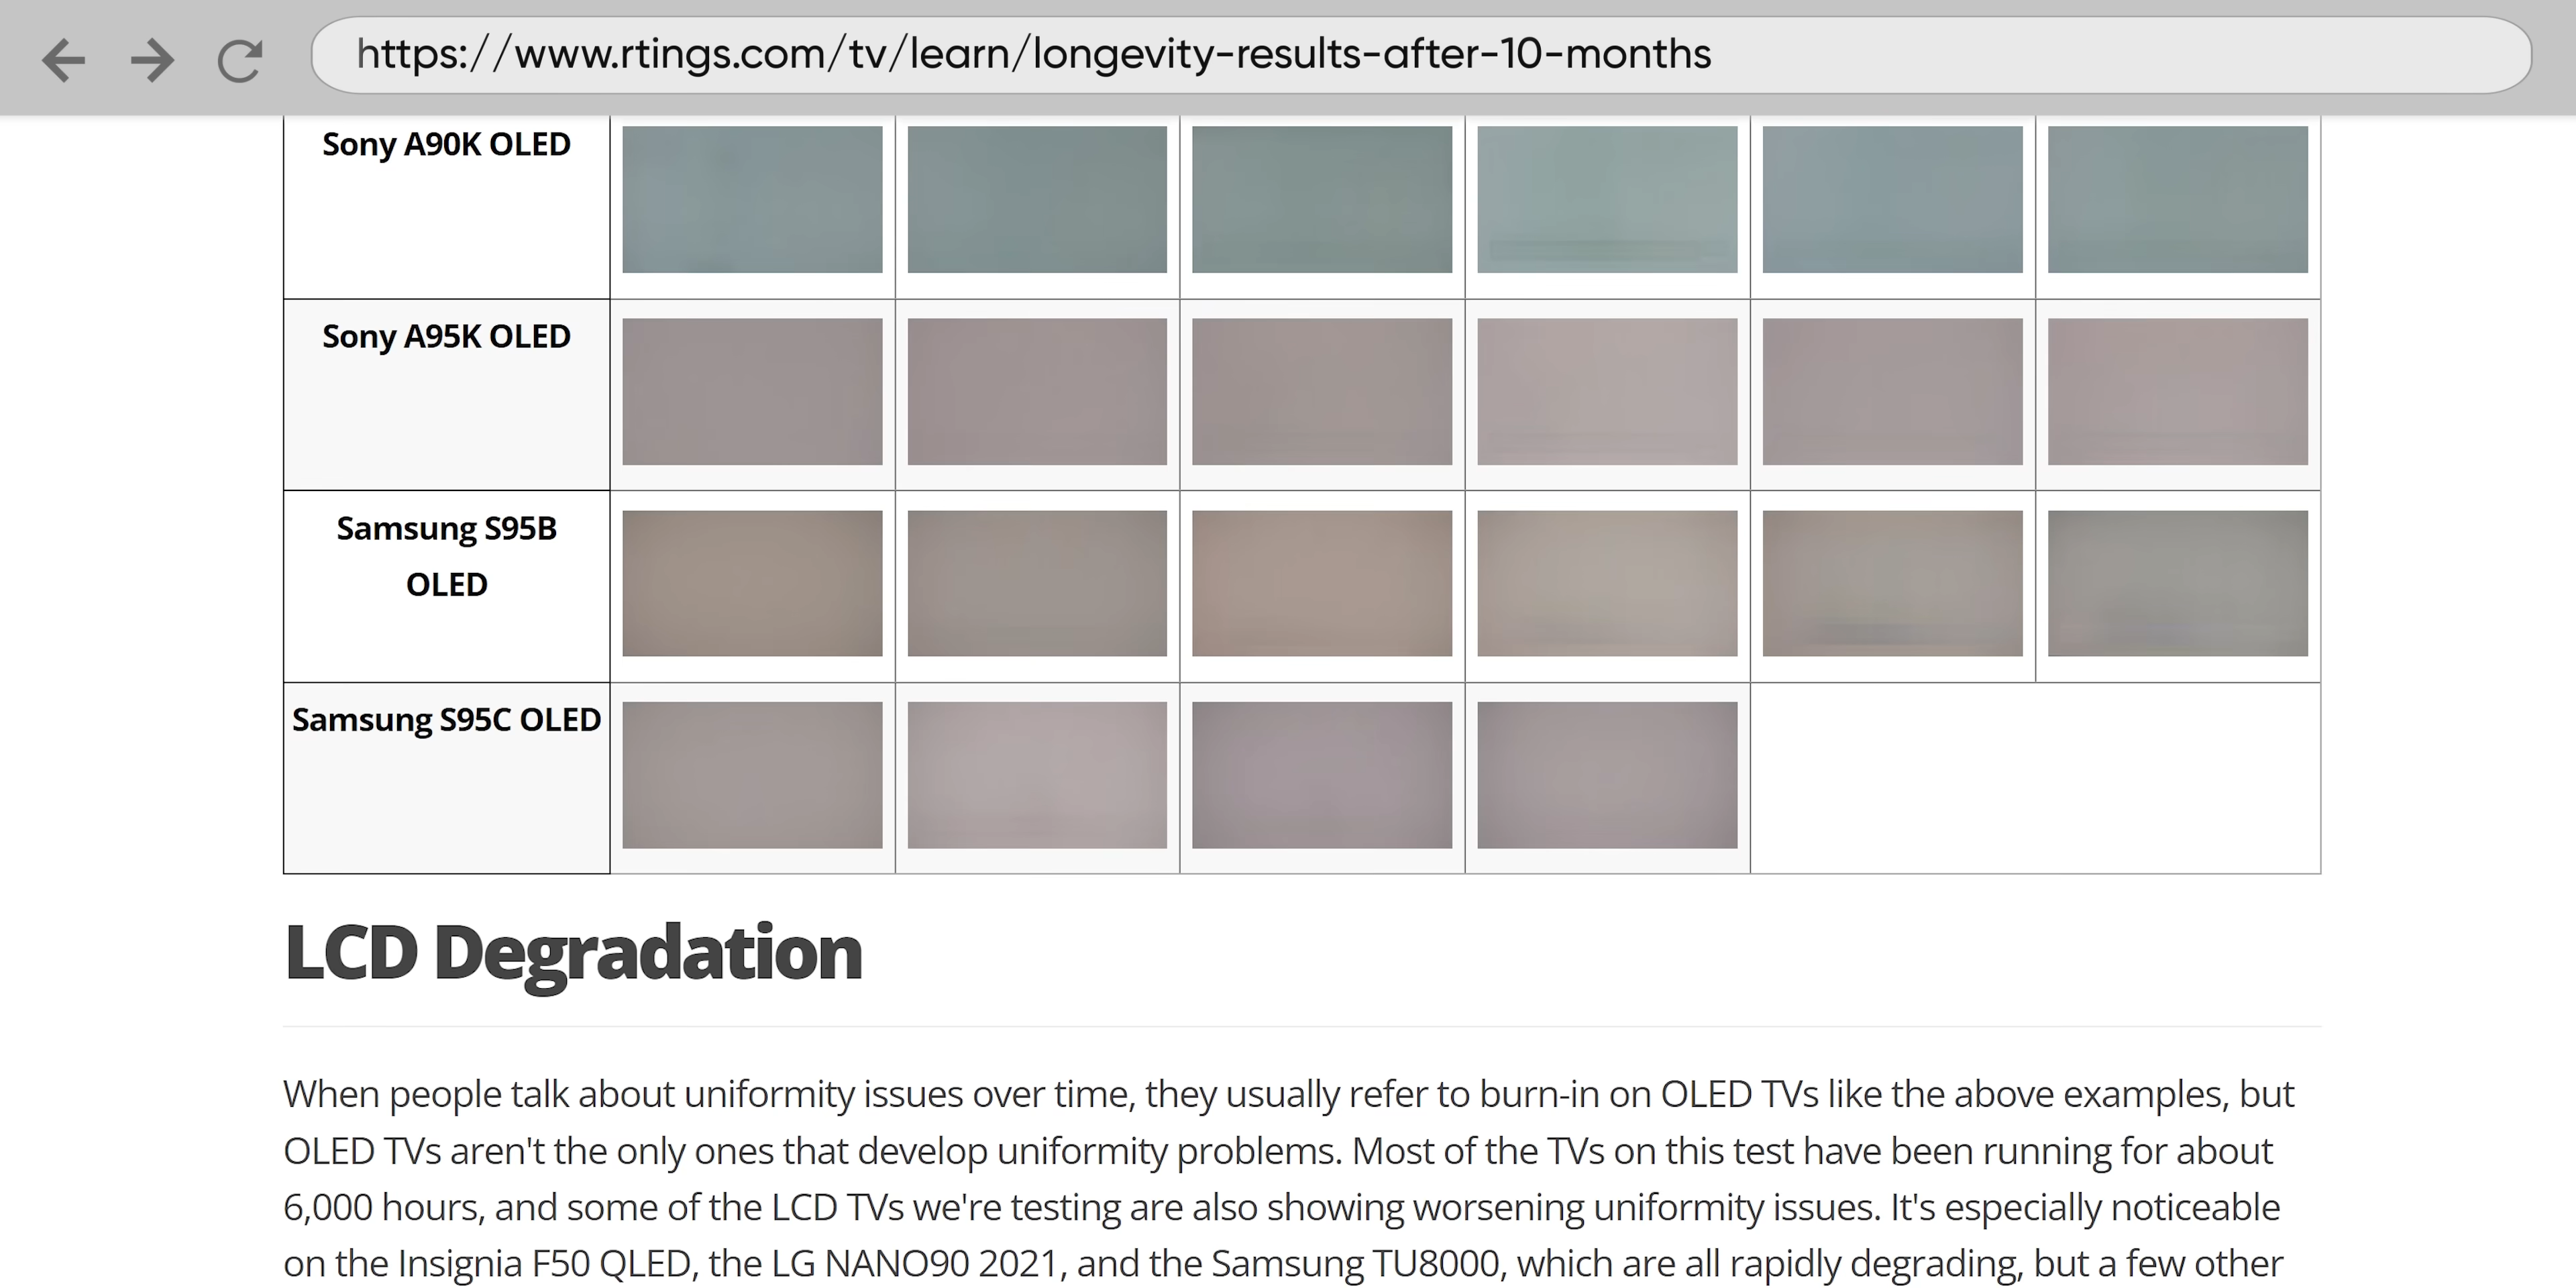 https://www.rtings.com/tv/learn/longevity-results-after-10-months
Sony A90K OLED
Sony A95K OLED
Samsung S95B
OLED
Samsung S95C OLED
LCD Degradation
When people talk about uniformity issues over time, they usually refer to burn-in on OLED TVs like the above examples, but
OLED TVs aren't the only ones that develop uniformity problems. Most of the TVs on this test have been running for about
6,000 hours, and some of the LCD TVs we're testing are also showing worsening uniformity issues. It's especially noticeable
on the Insignia F50 QLED, the LG NANO90 2021, and the Samsung TU8000, which are all rapidly degrading, but a few other